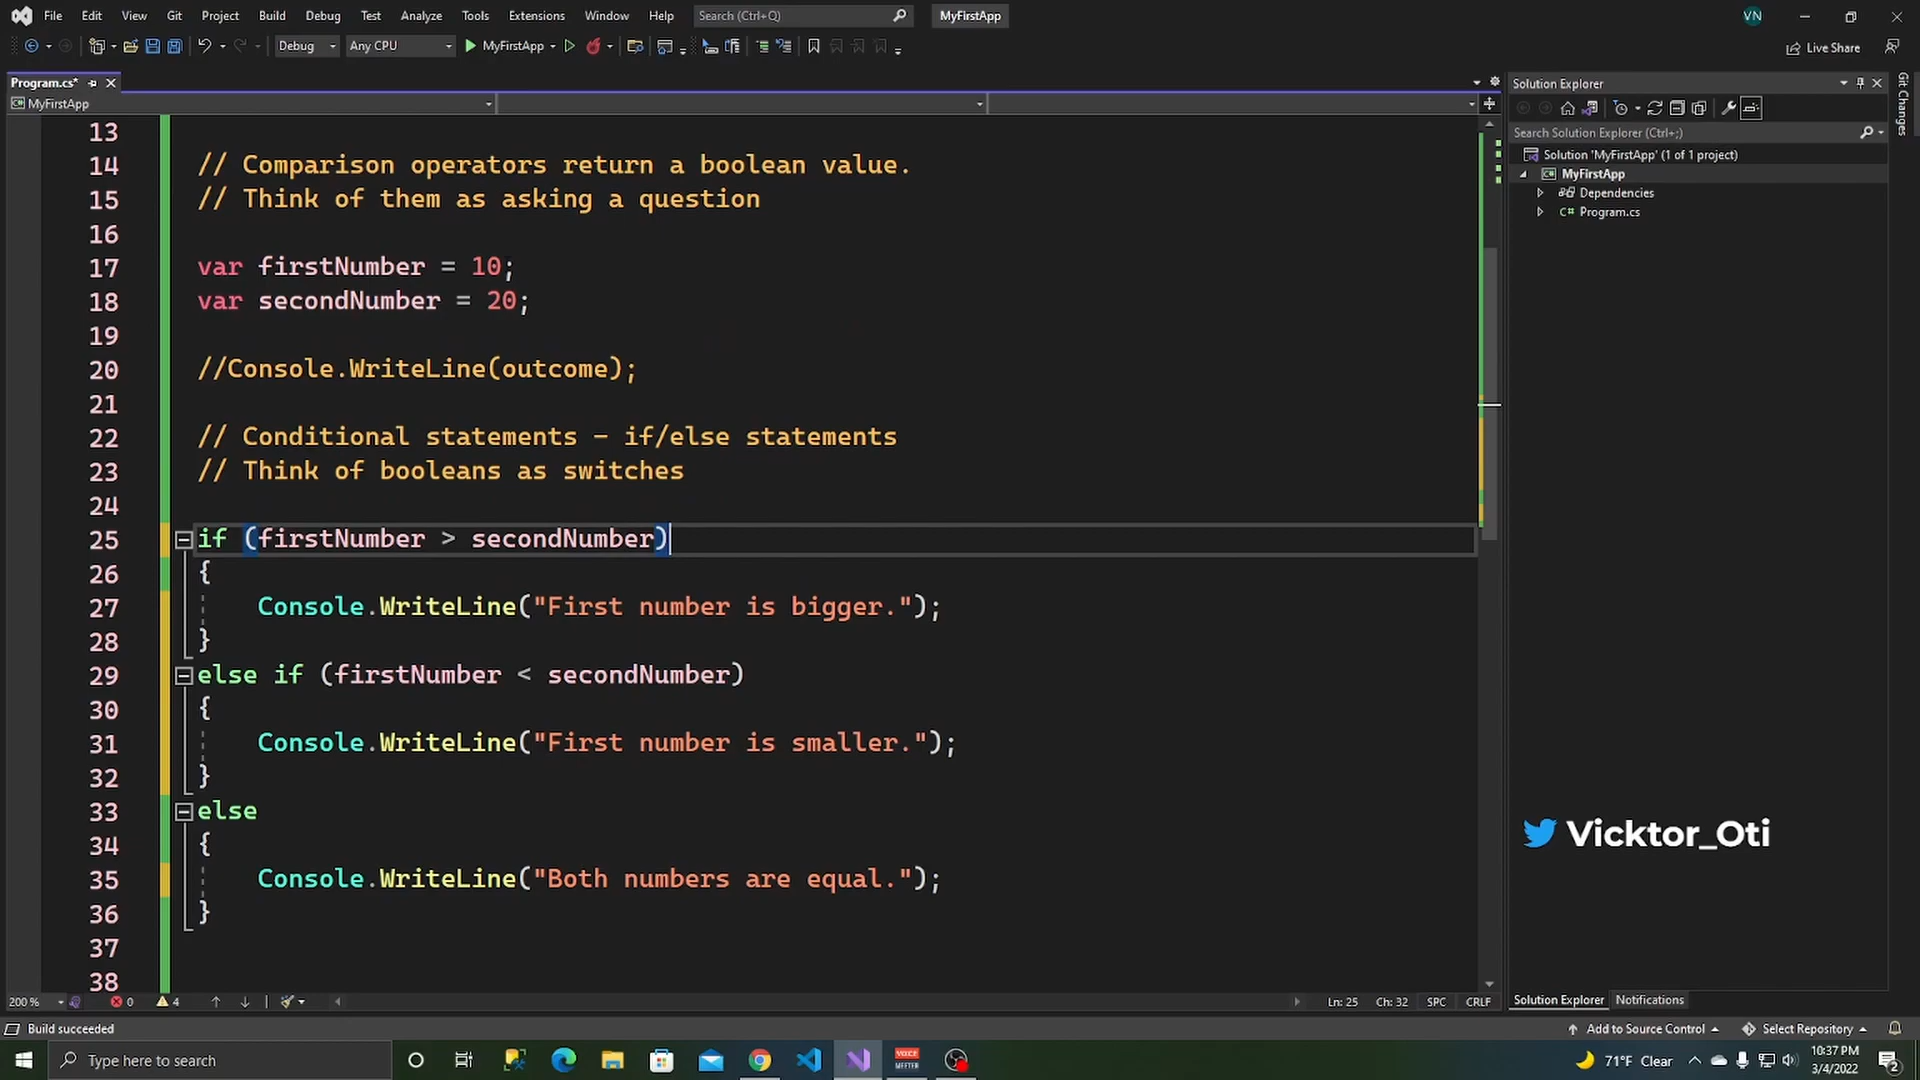 File Edit View Git Project Build Debug Test Analyze Tools Extensions Window Help Search (Ctrl+Q) MyFirstApp VN
Debug Any CPU MyFirstApp Live Share
Program.cs*
MyFirstApp
13
14 // Comparison operators return a boolean value.
15 // Think of them as asking a question
16
17 var firstNumber = 10;
18 var secondNumber = 20;
19
20 //Console.WriteLine(outcome);
21
22 // Conditional statements - if/else statements
23 // Think of booleans as switches
24
25 if (firstNumber > secondNumber)
26 {
27 Console.WriteLine("First number is bigger.");
28 }
29 else if (firstNumber < secondNumber)
30 {
31 Console.WriteLine("First number is smaller.");
32 }
33 else
34 {
35 Console.WriteLine("Both numbers are equal.");
36 }
37
38
200 % 0 4 Ln: 25 Ch: 32 SPC CRLF
Solution Explorer
Search Solution Explorer (Ctrl+;)
Solution 'MyFirstApp' (1 of 1 project)
MyFirstApp
Dependencies
C# Program.cs
Git Changes
Vicktor_Oti
Solution Explorer Notifications
Build succeeded Add to Source Control Select Repository
Type here to search VOICE MEETER 71°F Clear 10:37 PM
3/4/2022 2